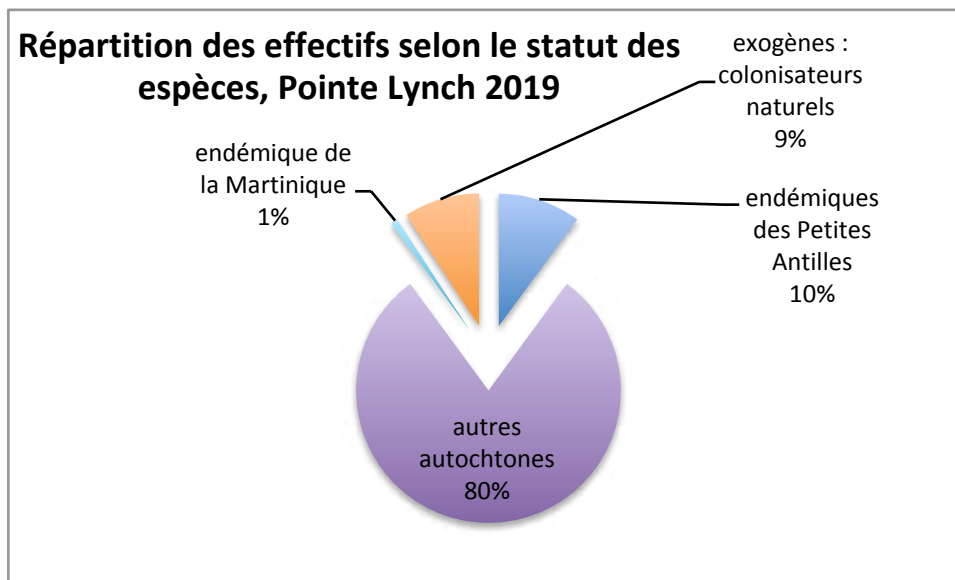 Répartition des effectifs selon le statut des
espèces, Pointe Lynch 2019
exogènes :
colonisateurs
naturels
9%
endémique de
la Martinique
1%
endémiques
des Petites
Antilles
10%
autres
autochtones
80%